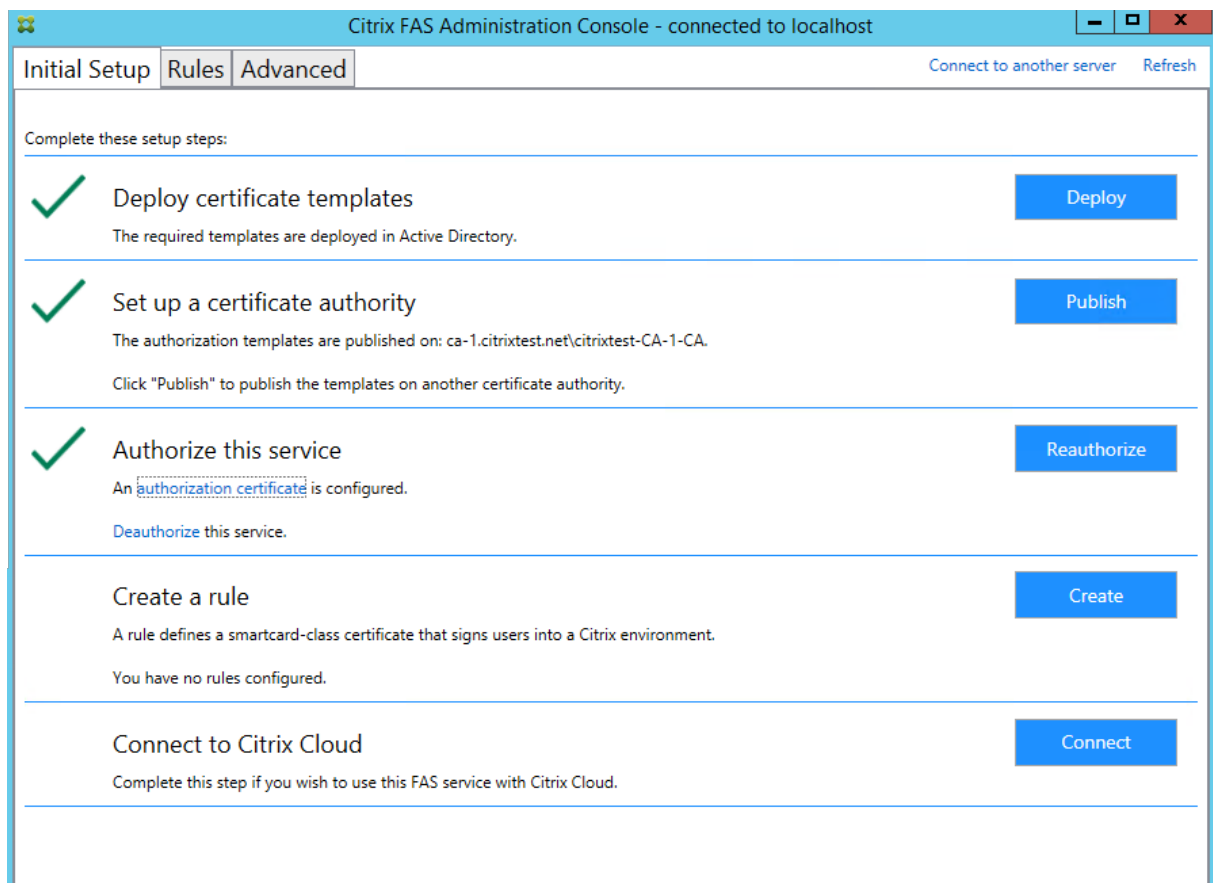 Citrix FAS Administration Console - connected to localhost
Initial Setup Rules Advanced Connect to another server Refresh
Complete these setup steps:
Deploy certificate templates Deploy
The required templates are deployed in Active Directory.
Set up a certificate authority Publish
The authorization templates are published on: ca-1.citrixtest.net\citrixtest-CA-1-CA.
Click "Publish" to publish the templates on another certificate authority.
Authorize this service Reauthorize
An authorization certificate is configured.
Deauthorize this service.
Create a rule Create
A rule defines a smartcard-class certificate that signs users into a Citrix environment.
You have no rules configured.
Connect to Citrix Cloud Connect
Complete this step if you wish to use this FAS service with Citrix Cloud.